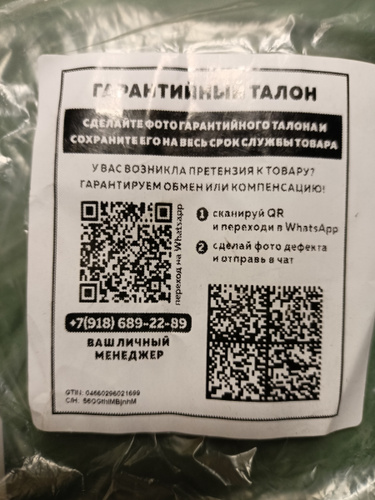 ГАРАНТИЙНЫЙ ТАЛОН
СДЕЛАЙТЕ ФОТО ГАРАНТИЙНОГО ТАЛОНА И
СОХРАНИТЕ ЕГО НА ВЕСЬ СРОК СЛУЖБЫ ТОВАРА
У ВАС ВОЗНИКЛА ПРЕТЕНЗИЯ К ТОВАРУ?
ГАРАНТИРУЕМ ОБМЕН ИЛИ КОМПЕНСАЦИЮ!
переход на Whatsapp
1 сканируй QR
и переходи в WhatsApp
2 сделай фото дефекта
и отправь в чат
+7(918) 689-22-89
ВАШ ЛИЧНЫЙ
МЕНЕДЖЕР
GTIN: 04660296021699
С/Н: